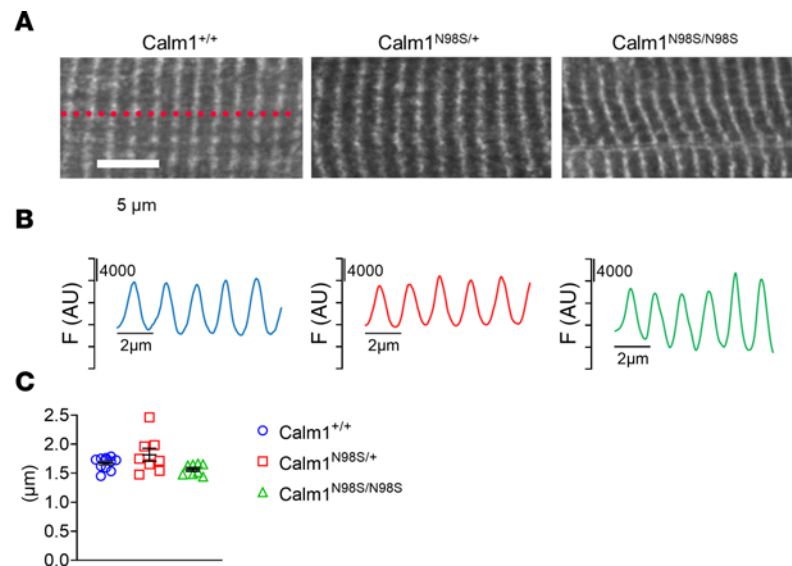 A
Calm1+/+
Calm1N98S/+
Calm1N98S/N98S
5 μm
B
4000
F (AU)
2μm
4000
F (AU)
2μm
4000
F (AU)
2μm
C
2.5
2.0
1.5
1.0
0.5
0.0
(μm)
Calm1+/+
Calm1N98S/+
Calm1N98S/N98S